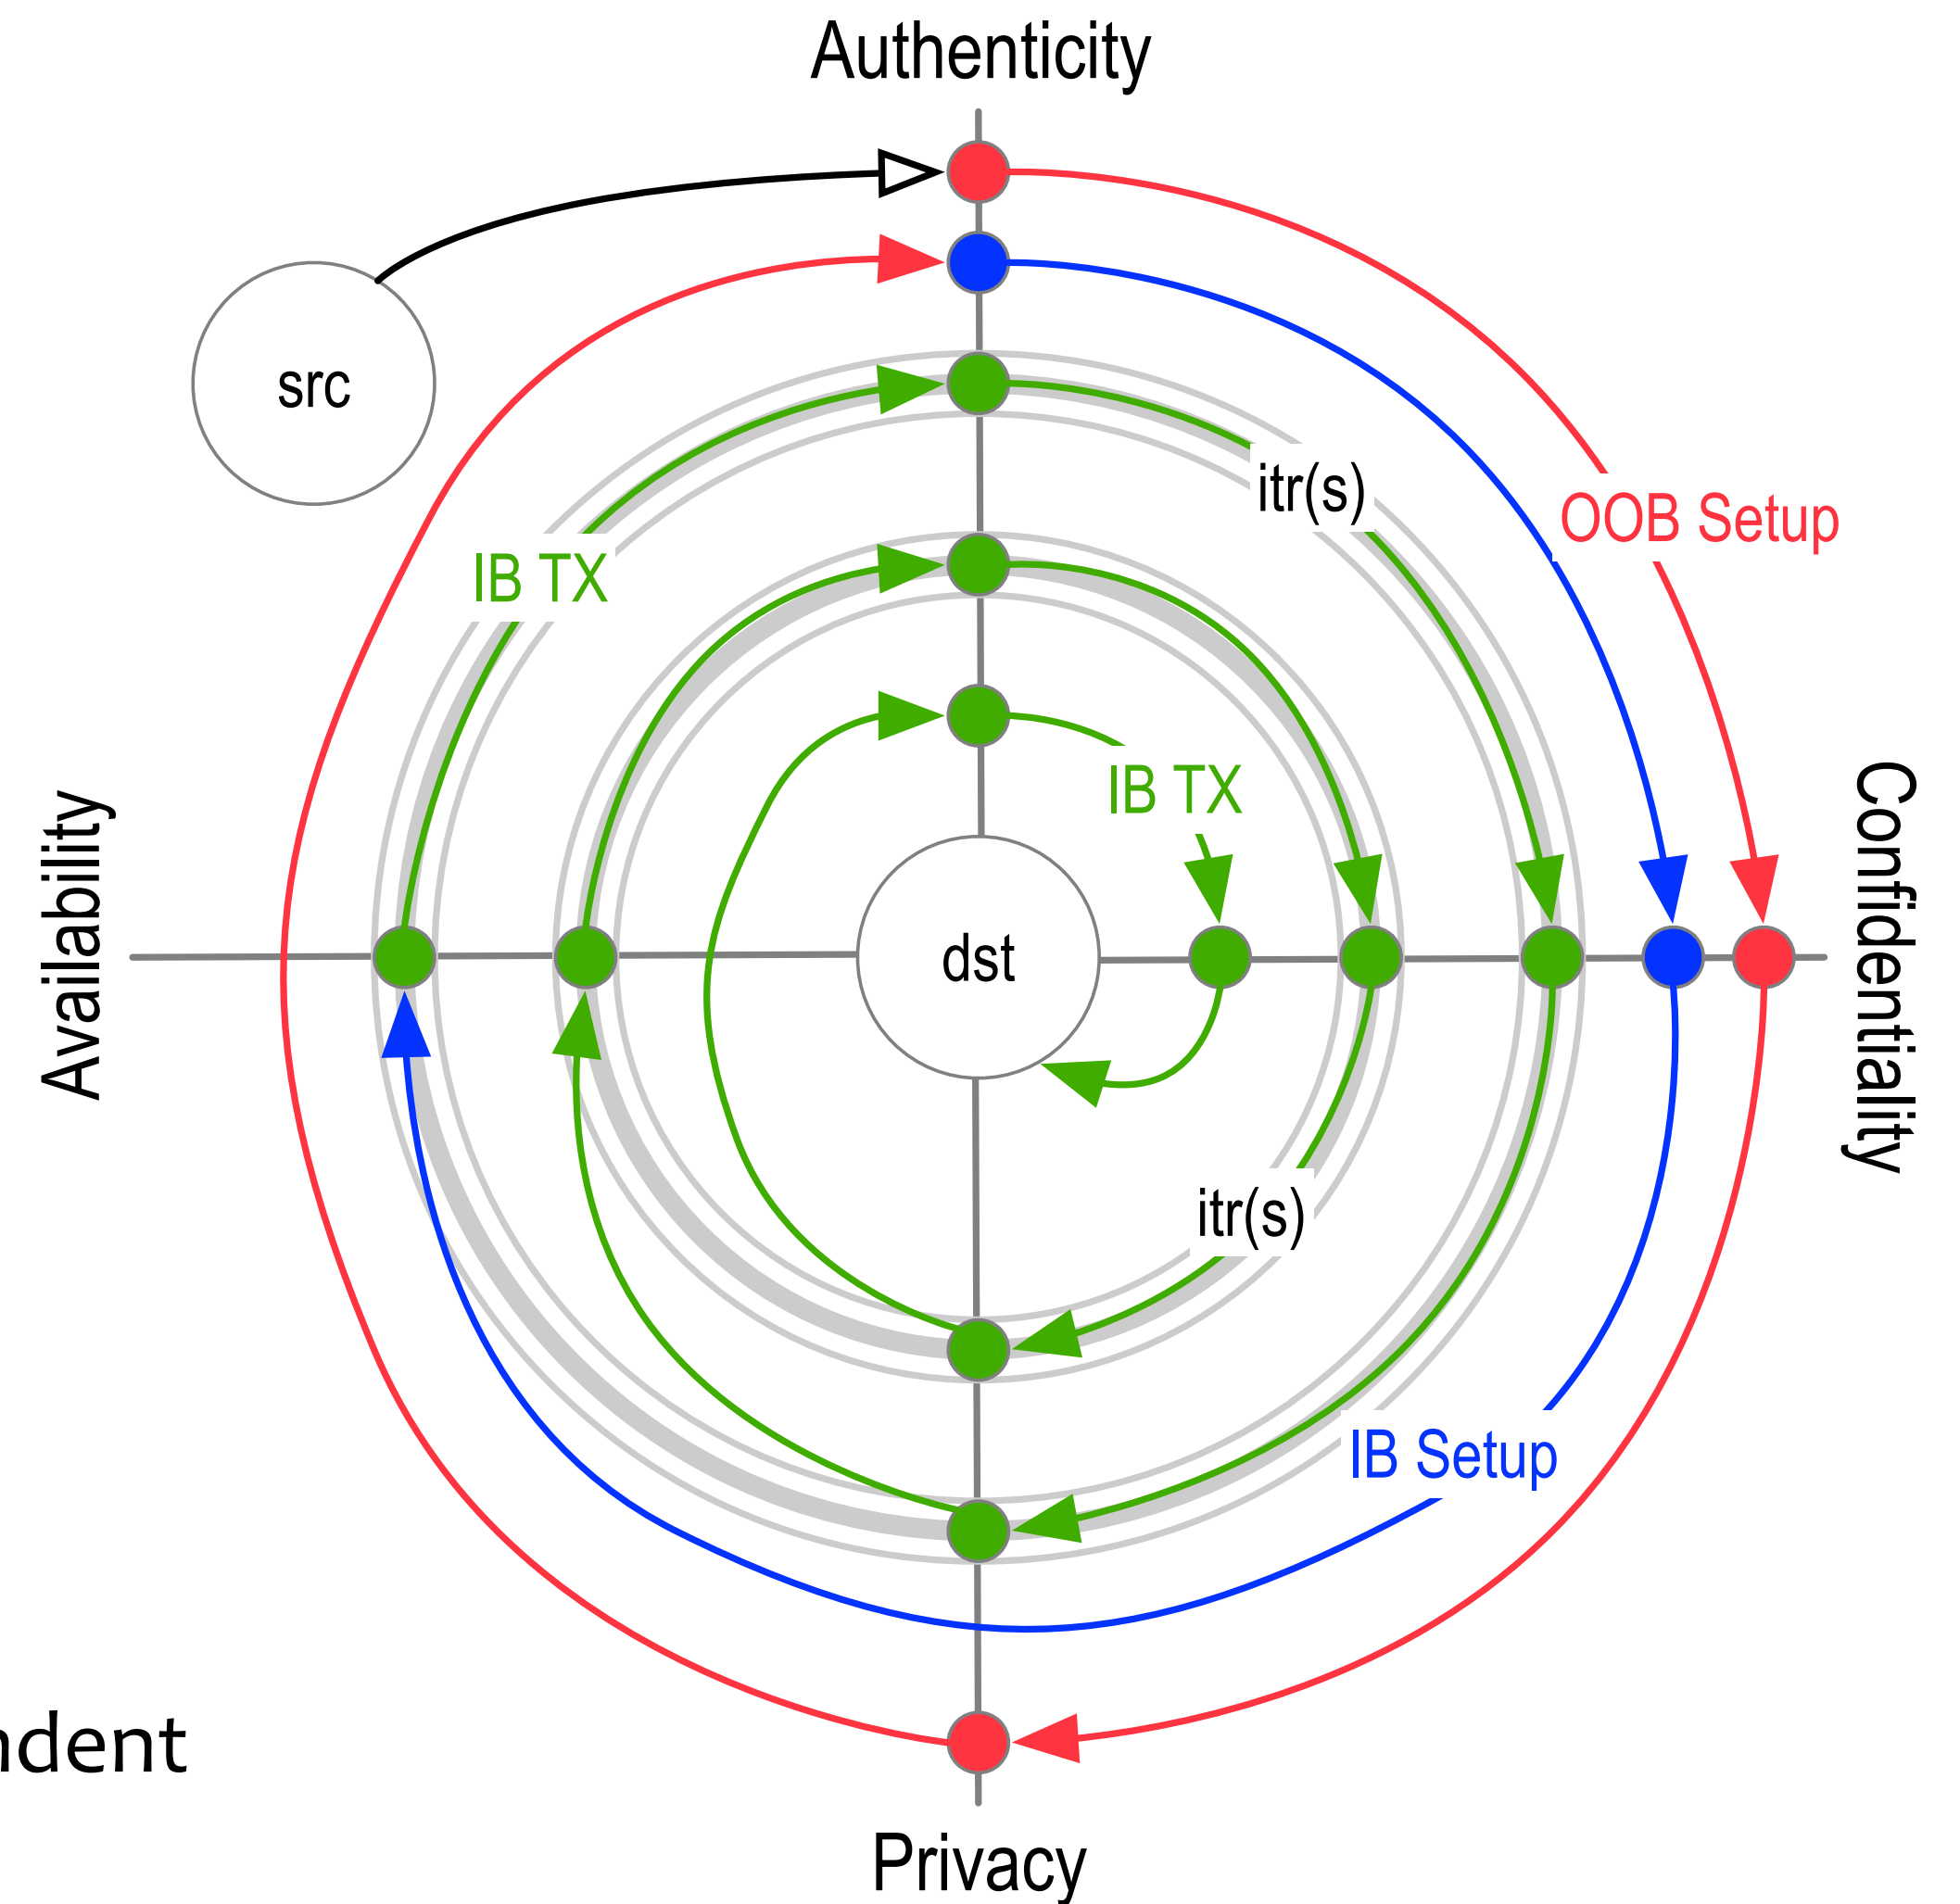 Authenticity
src
itr(s)
OOB Setup
IB TX
IB TX
Availability
Confidentiality
dst
itr(s)
IB Setup
Privacy